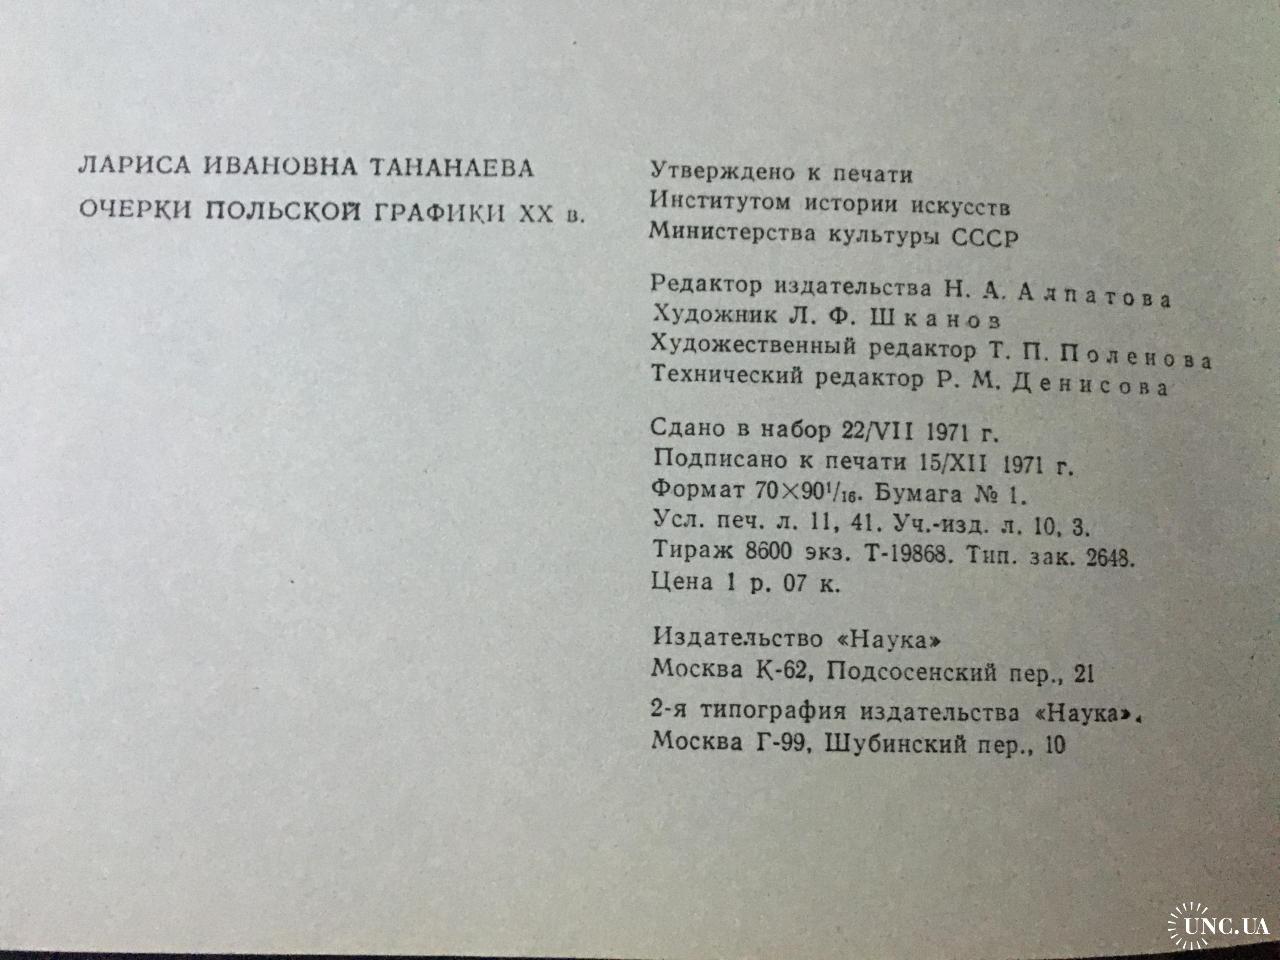 ЛАРИСА ИВАНОВНА ТАНАНАЕВА
ОЧЕРКИ ПОЛЬСКОЙ ГРАФИКИ XX в.
Утверждено к печати
Институтом истории искусств
Министерства культуры СССР
Редактор издательства Н. А. Алпатова
Художник Л. Ф. Шканов
Художественный редактор Т. П. Поленова
Технический редактор Р. М. Денисова
Сдано в набор 22/VII 1971 г.
Подписано к печати 15/XII 1971 г.
Формат 70×90¹/₁₆. Бумага № 1.
Усл. печ. л. 11, 41. Уч.-изд. л. 10, 3.
Тираж 8600 экз. Т-19868. Тип. зак. 2648.
Цена 1 р. 07 к.
Издательство «Наука»
Москва К-62, Подсосенский пер., 21
2-я типография издательства «Наука».
Москва Г-99, Шубинский пер., 10
UNC.UA